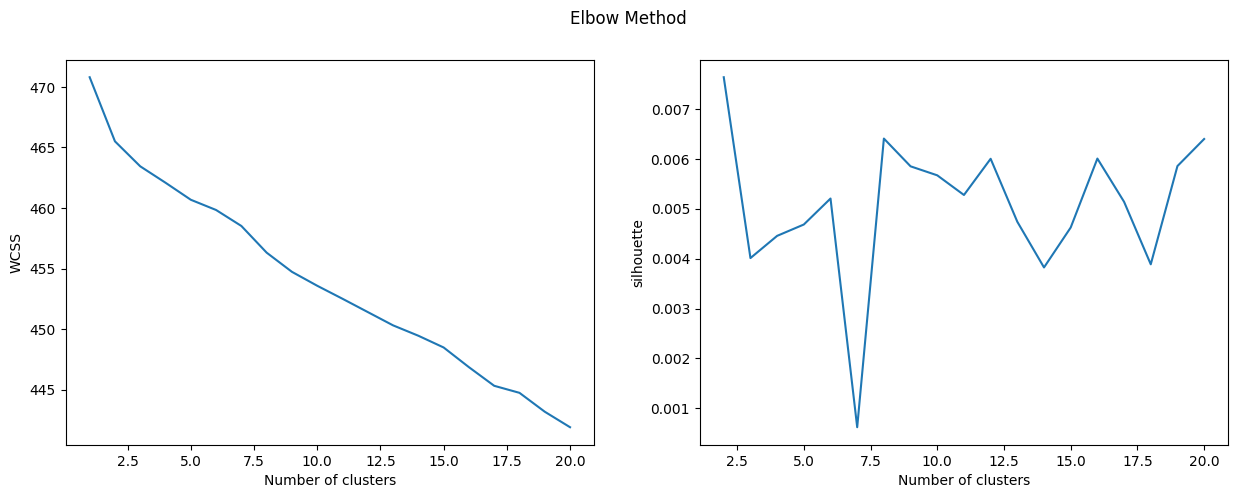 Elbow Method
470
465
460
455
450
445
WCSS
2.5 5.0 7.5 10.0 12.5 15.0 17.5 20.0
Number of clusters
0.007
0.006
0.005
0.004
0.003
0.002
0.001
silhouette
2.5 5.0 7.5 10.0 12.5 15.0 17.5 20.0
Number of clusters